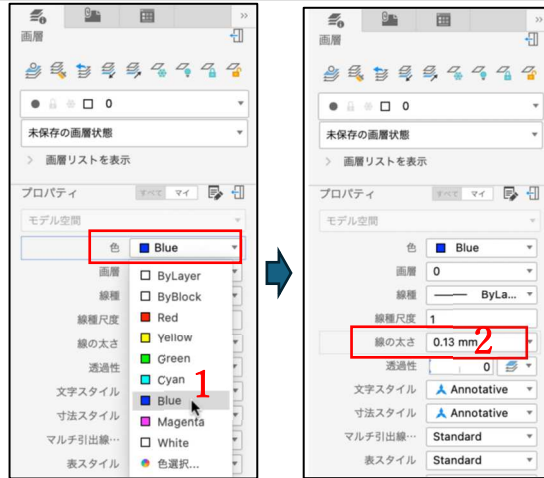 画層
0
未保存の画層状態
画層リストを表示
プロパティ
すべて マイ
モデル空間
色 Blue
画層
線種
線種尺度
線の太さ
透過性
文字スタイル
寸法スタイル
マルチ引出線…
表スタイル
ByLayer
ByBlock
Red
Yellow
Green
Cyan
Blue
Magenta
White
色選択...
1
画層
0
未保存の画層状態
画層リストを表示
プロパティ
すべて マイ
モデル空間
色 Blue
画層 0
線種 ByLa...
線種尺度 1
線の太さ 0.13 mm
2
透過性 0
文字スタイル Annotative
寸法スタイル Annotative
マルチ引出線… Standard
表スタイル Standard